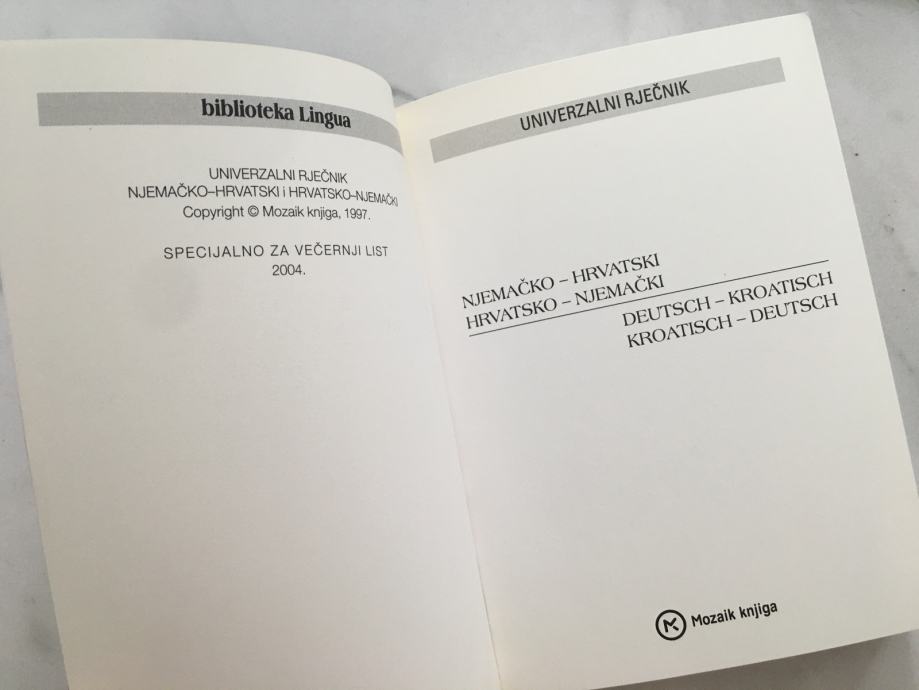 biblioteka Lingua
UNIVERZALNI RJEČNIK
NJEMAČKO–HRVATSKI i HRVATSKO–NJEMAČKI
Copyright © Mozaik knjiga, 1997.
SPECIJALNO ZA VEČERNJI LIST
2004.
UNIVERZALNI RJEČNIK
NJEMAČKO – HRVATSKI
HRVATSKO – NJEMAČKI
DEUTSCH – KROATISCH
KROATISCH – DEUTSCH
Mozaik knjiga